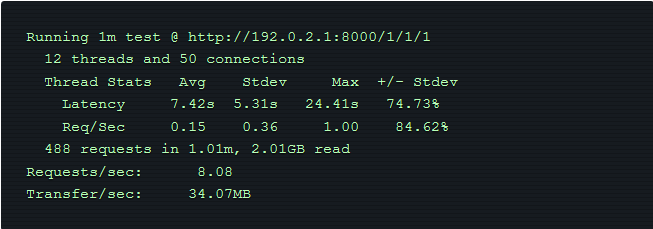 Running 1m test @ http://192.0.2.1:8000/1/1/1
12 threads and 50 connections
Thread Stats Avg Stdev Max +/- Stdev
Latency 7.42s 5.31s 24.41s 74.73%
Req/Sec 0.15 0.36 1.00 84.62%
488 requests in 1.01m, 2.01GB read
Requests/sec: 8.08
Transfer/sec: 34.07MB